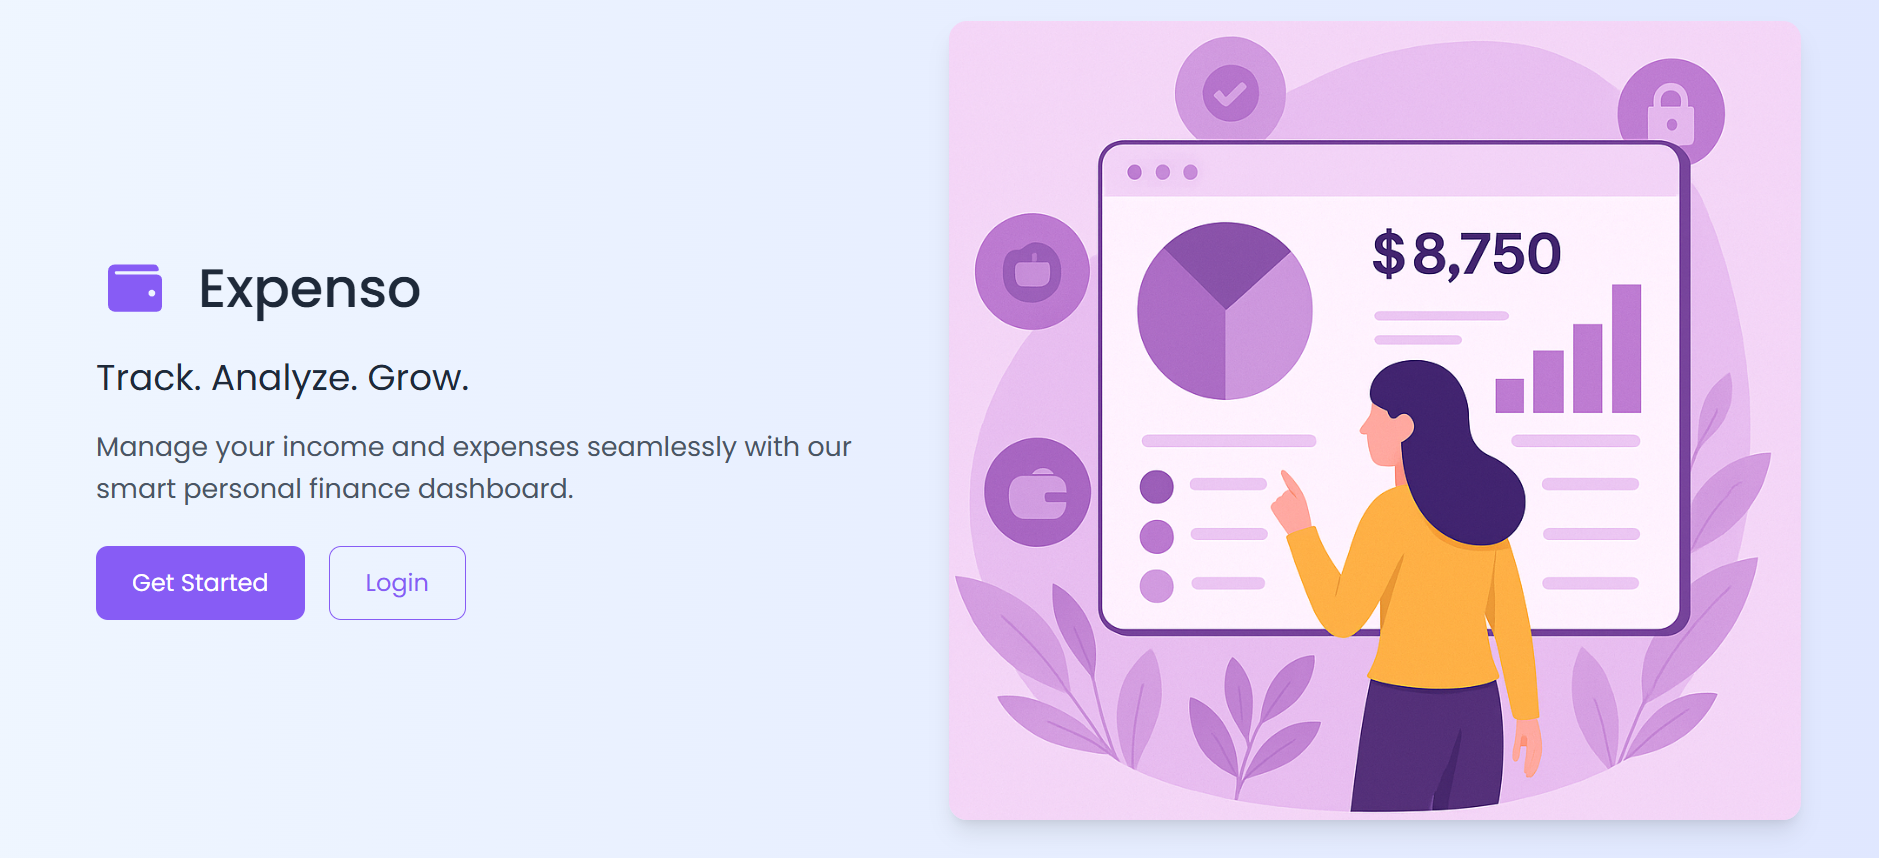 Expenso
Track. Analyze. Grow.
Manage your income and expenses seamlessly with our
smart personal finance dashboard.
Get Started
Login
$8,750